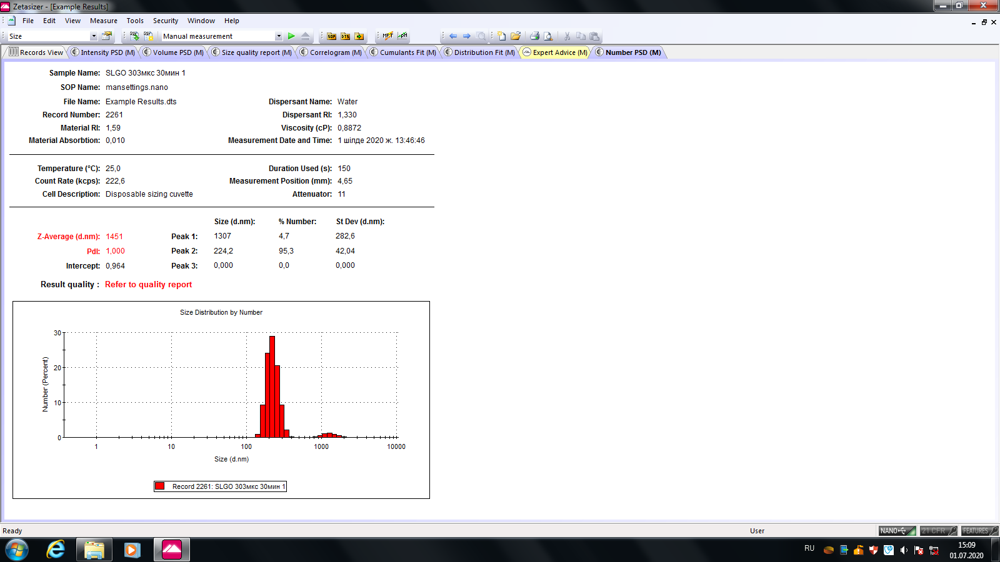 Zetasizer - [Example Results]
File Edit View Measure Tools Security Window Help
Size Manual measurement
Records View Intensity PSD (M) Volume PSD (M) Size quality report (M) Correlogram (M) Cumulants Fit (M) Distribution Fit (M) Expert Advice (M) Number PSD (M)
Sample Name: SLGO 303мкс 30мин 1
SOP Name: mansettings.nano
File Name: Example Results.dts Dispersant Name: Water
Record Number: 2261 Dispersant RI: 1,330
Material RI: 1,59 Viscosity (cP): 0,8872
Material Absorbtion: 0,010 Measurement Date and Time: 1 шілде 2020 ж. 13:46:46
Temperature (°C): 25,0 Duration Used (s): 150
Count Rate (kcps): 222,6 Measurement Position (mm): 4,65
Cell Description: Disposable sizing cuvette Attenuator: 11
Size (d.nm): % Number: St Dev (d.nm):
Z-Average (d.nm): 1451 Peak 1: 1307 4,7 282,6
PdI: 1,000 Peak 2: 224,2 95,3 42,04
Intercept: 0,964 Peak 3: 0,000 0,0 0,000
Result quality : Refer to quality report
Size Distribution by Number
30
20
10
0
Number (Percent)
1 10 100 1000 10000
Size (d.nm)
Record 2261: SLGO 303мкс 30мин 1
Ready User NANO 21 CFR FEATURES
RU 15:09
01.07.2020